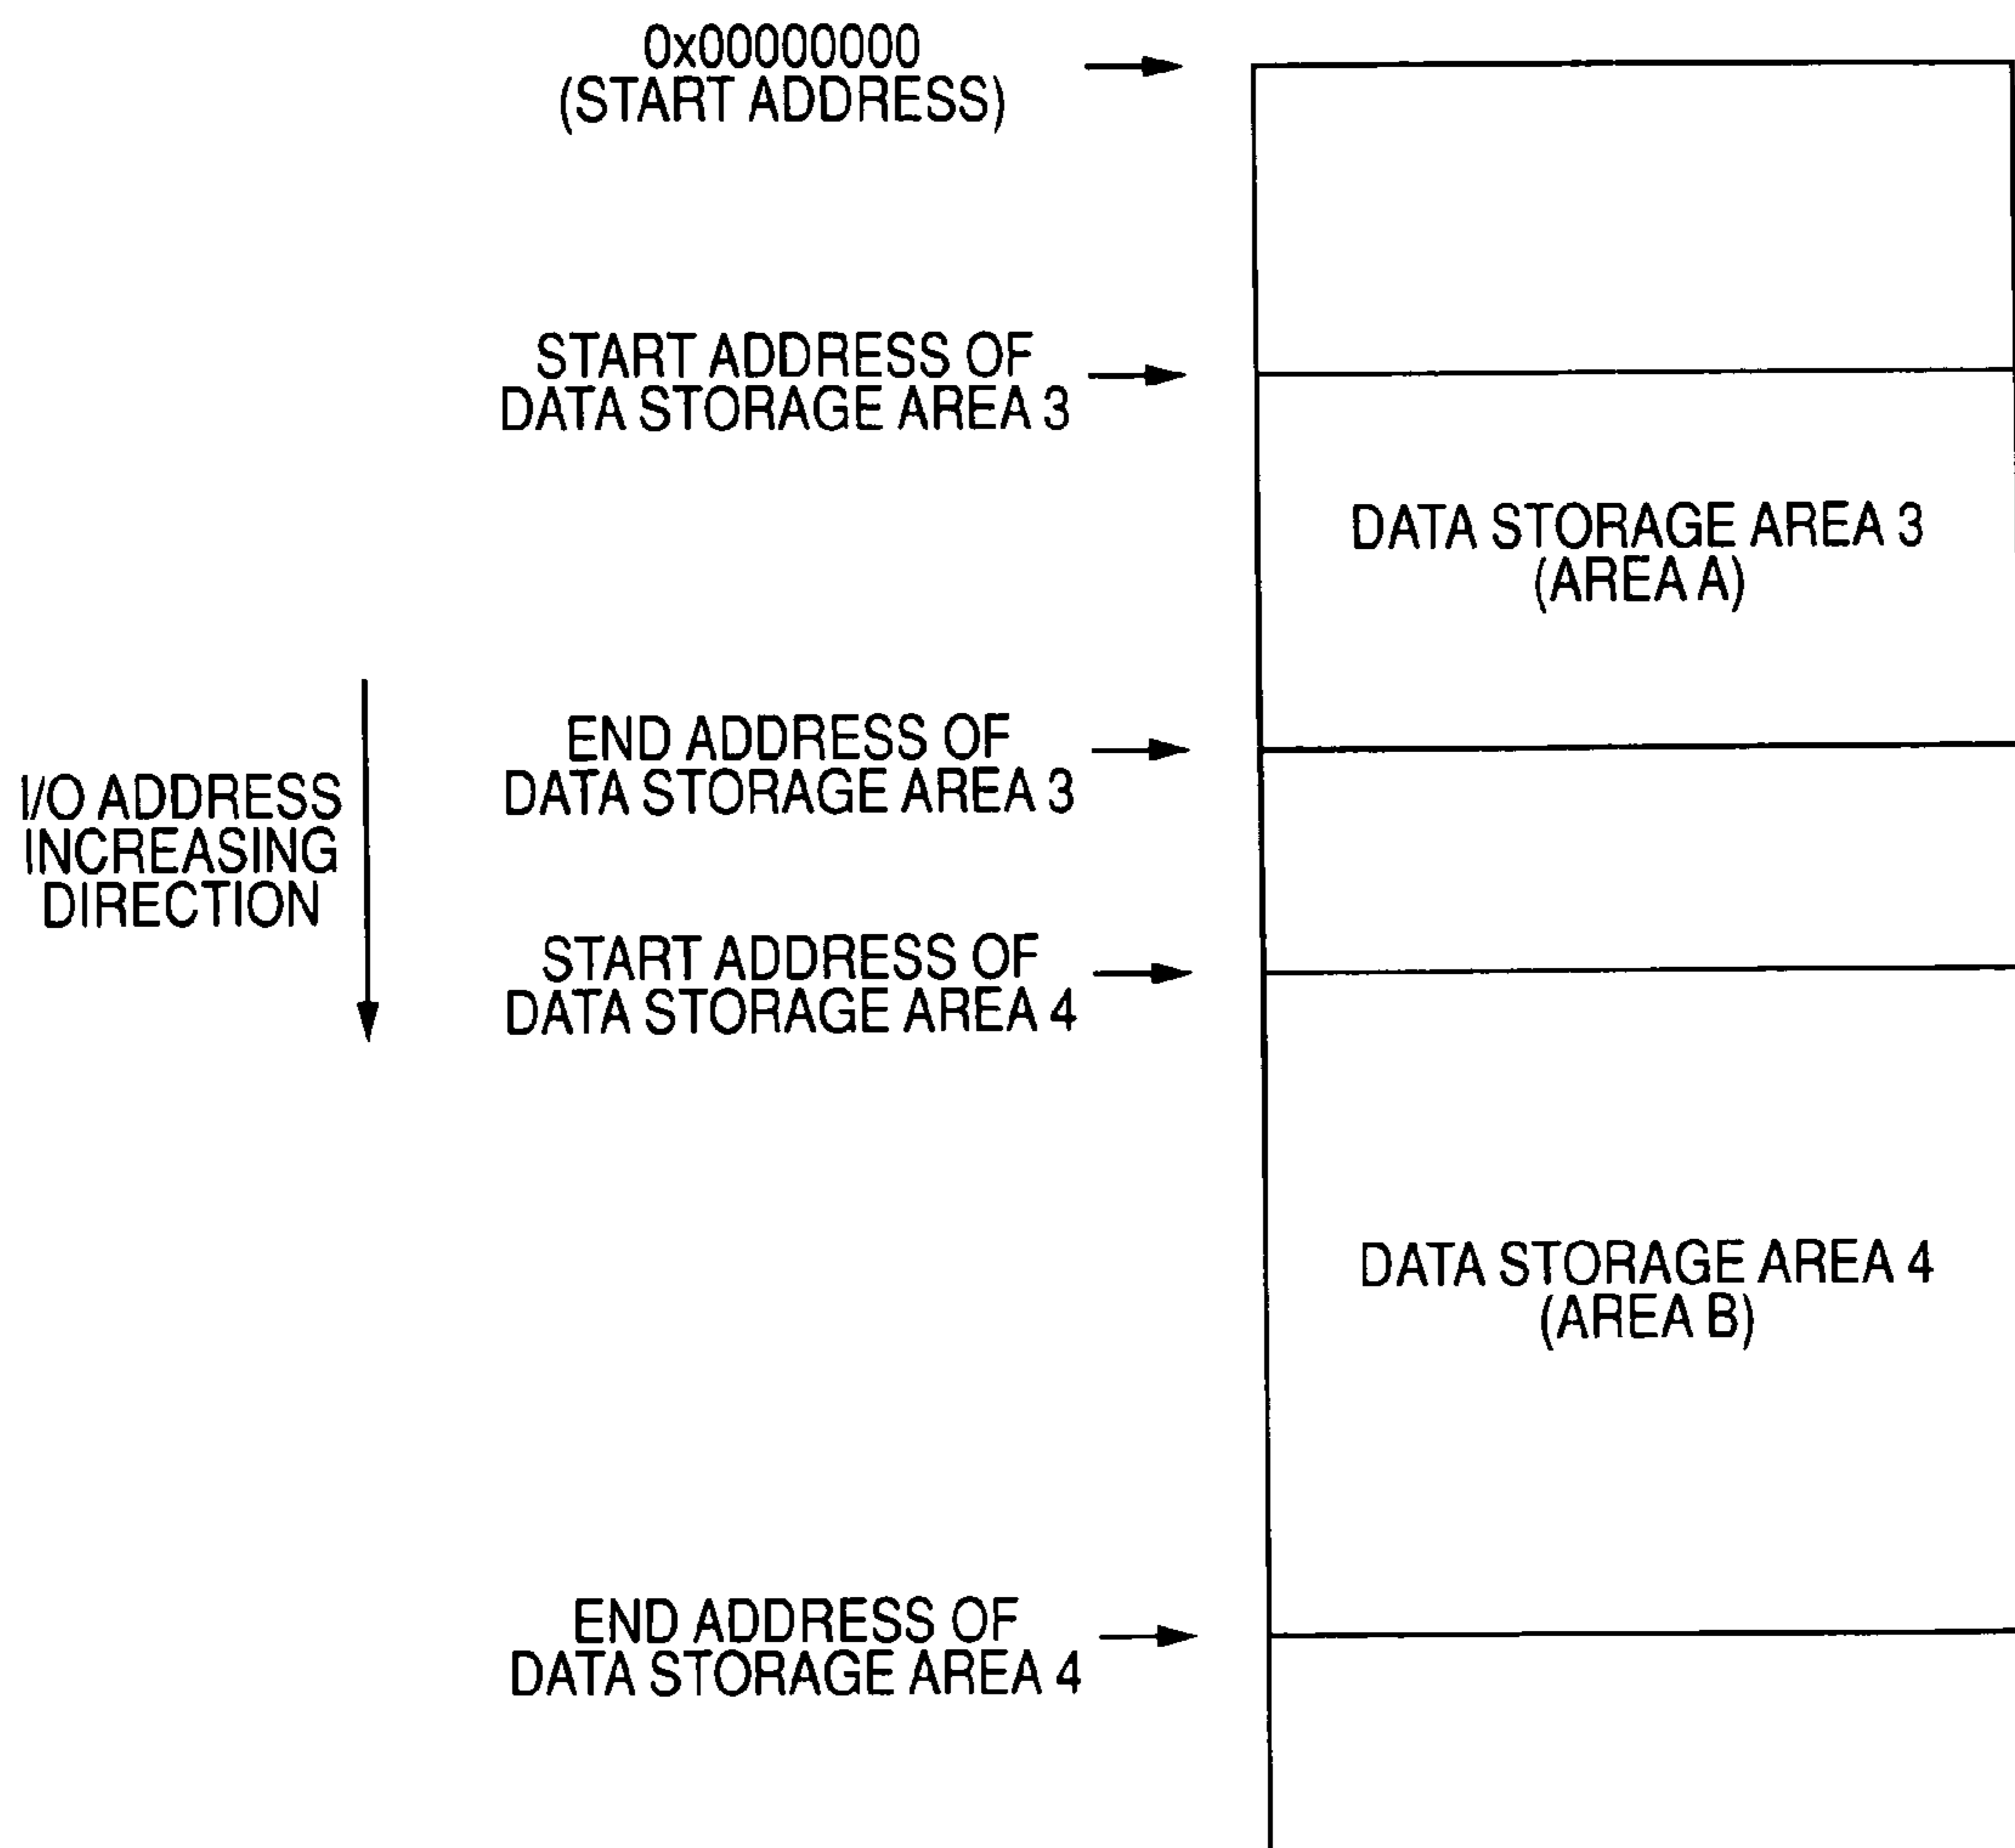 0x00000000
(START ADDRESS)
START ADDRESS OF
DATA STORAGE AREA 3
DATA STORAGE AREA 3
(AREA A)
END ADDRESS OF
DATA STORAGE AREA 3
I/O ADDRESS
INCREASING
DIRECTION
START ADDRESS OF
DATA STORAGE AREA 4
DATA STORAGE AREA 4
(AREA B)
END ADDRESS OF
DATA STORAGE AREA 4